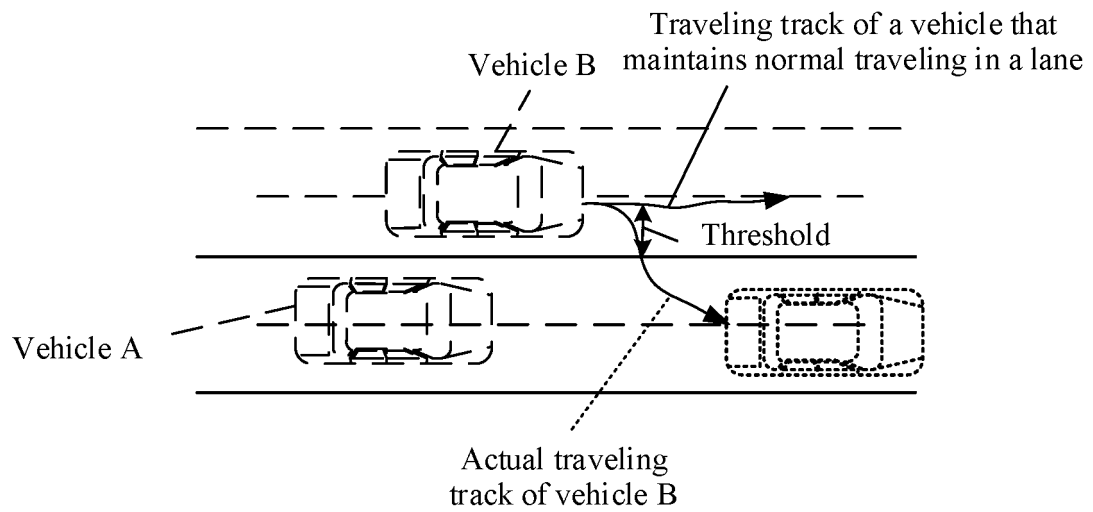 Traveling track of a vehicle that
maintains normal traveling in a lane
Vehicle B
Threshold
Vehicle A
Actual traveling
track of vehicle B